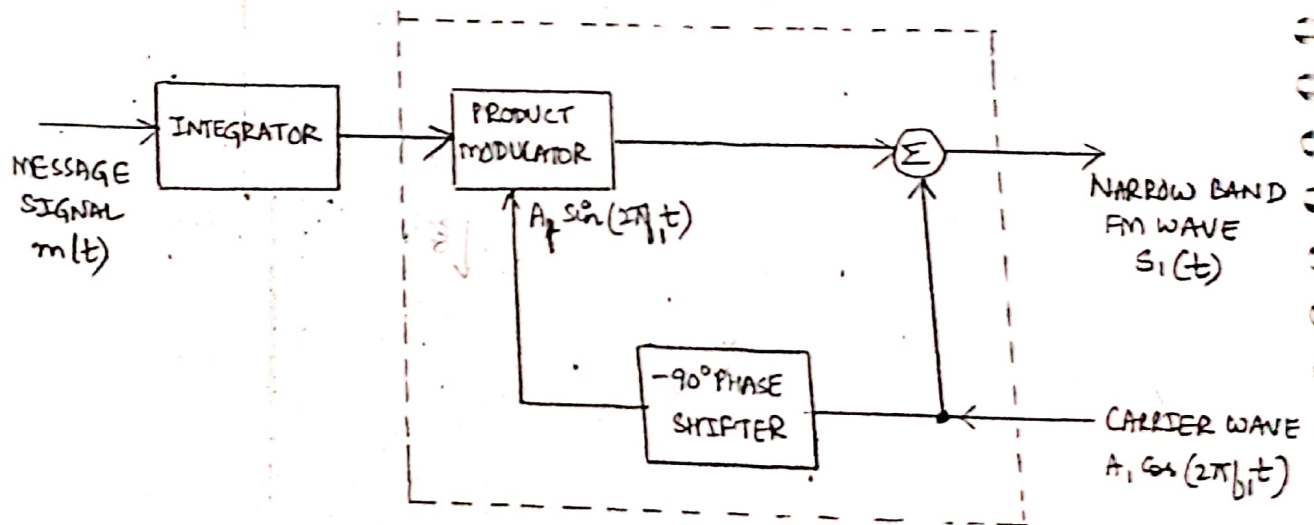 INTEGRATOR
PRODUCT
MODULATOR
Σ
MESSAGE
SIGNAL
m(t)
A₁ sin(2πf₁t)
NARROW BAND
FM WAVE
S₁(t)
-90° PHASE
SHIFTER
CARRIER WAVE
A₁ cos(2πf₁t)